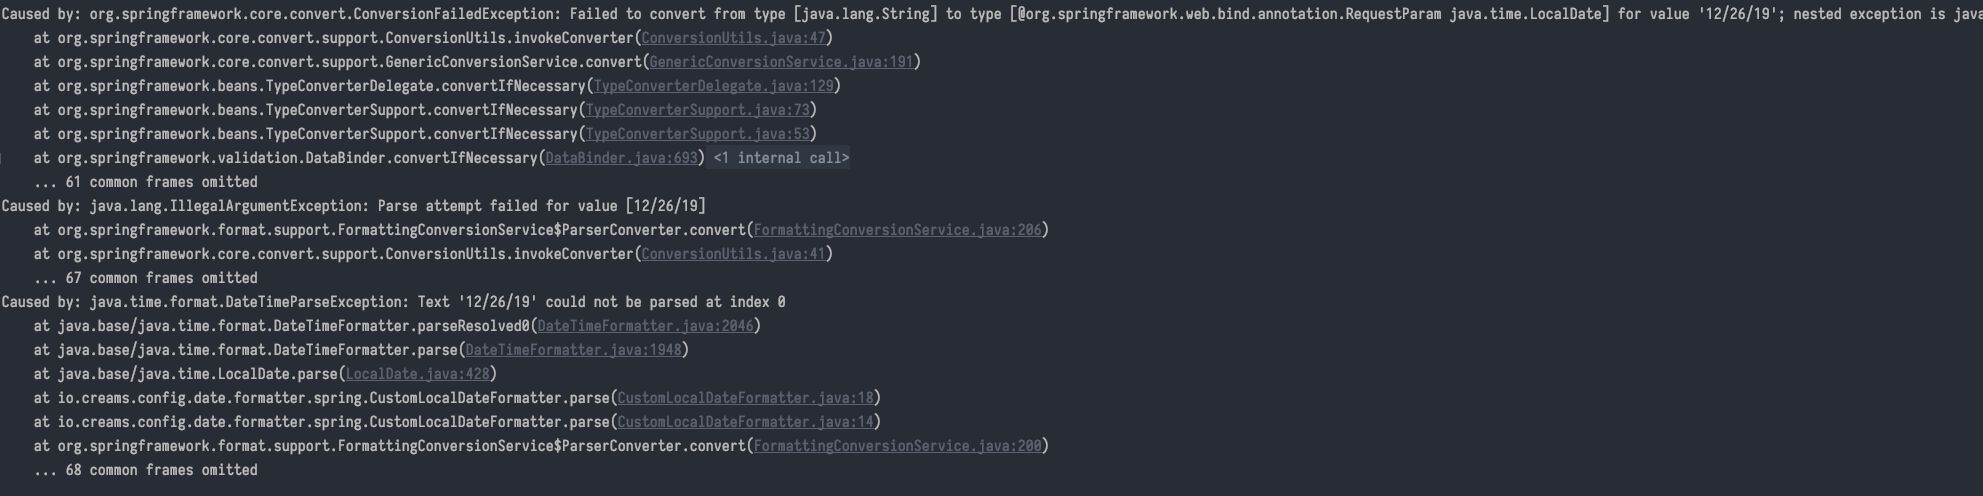 Caused by: org.springframework.core.convert.ConversionFailedException: Failed to convert from type [java.lang.String] to type [@org.springframework.web.bind.annotation.RequestParam java.time.LocalDate] for value '12/26/19'; nested exception is java
at org.springframework.core.convert.support.ConversionUtils.invokeConverter(ConversionUtils.java:47)
at org.springframework.core.convert.support.GenericConversionService.convert(GenericConversionService.java:191)
at org.springframework.beans.TypeConverterDelegate.convertIfNecessary(TypeConverterDelegate.java:129)
at org.springframework.beans.TypeConverterSupport.convertIfNecessary(TypeConverterSupport.java:73)
at org.springframework.beans.TypeConverterSupport.convertIfNecessary(TypeConverterSupport.java:53)
at org.springframework.validation.DataBinder.convertIfNecessary(DataBinder.java:693) <1 internal call>
... 61 common frames omitted
Caused by: java.lang.IllegalArgumentException: Parse attempt failed for value [12/26/19]
at org.springframework.format.support.FormattingConversionService$ParserConverter.convert(FormattingConversionService.java:206)
at org.springframework.core.convert.support.ConversionUtils.invokeConverter(ConversionUtils.java:41)
... 67 common frames omitted
Caused by: java.time.format.DateTimeParseException: Text '12/26/19' could not be parsed at index 0
at java.base/java.time.format.DateTimeFormatter.parseResolved0(DateTimeFormatter.java:2046)
at java.base/java.time.format.DateTimeFormatter.parse(DateTimeFormatter.java:1948)
at java.base/java.time.LocalDate.parse(LocalDate.java:428)
at io.creams.config.date.formatter.spring.CustomLocalDateFormatter.parse(CustomLocalDateFormatter.java:18)
at io.creams.config.date.formatter.spring.CustomLocalDateFormatter.parse(CustomLocalDateFormatter.java:14)
at org.springframework.format.support.FormattingConversionService$ParserConverter.convert(FormattingConversionService.java:200)
... 68 common frames omitted